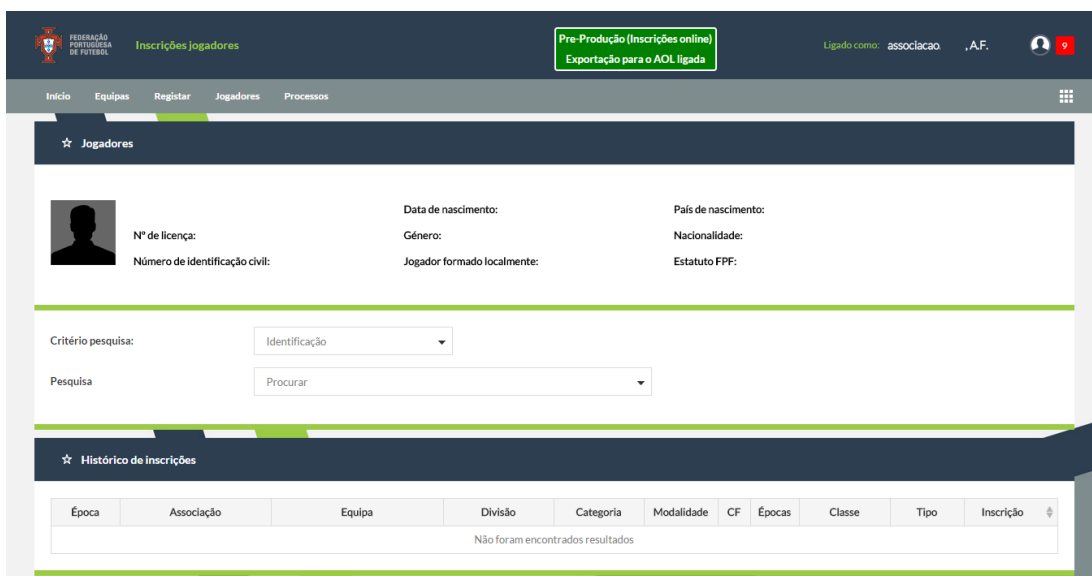 FEDERAÇÃO
PORTUGUESA
DE FUTEBOL
Inscrições jogadores
Pre-Produção (Inscrições online)
Exportação para o AOL ligada
Ligado como: associacao , A.F. 9
Início Equipas Registar Jogadores Processos
☆ Jogadores
Data de nascimento: País de nascimento:
Nº de licença: Género: Nacionalidade:
Número de identificação civil: Jogador formado localmente: Estatuto FPF:
Critério pesquisa: Identificação
Pesquisa Procurar
☆ Histórico de inscrições
Época Associação Equipa Divisão Categoria Modalidade CF Épocas Classe Tipo Inscrição
Não foram encontrados resultados